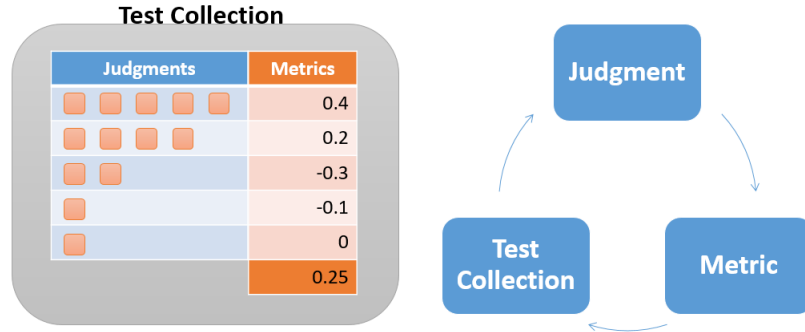 Test Collection
Judgments Metrics
0.4
0.2
-0.3
-0.1
0
0.25
Judgment
Test
Collection
Metric